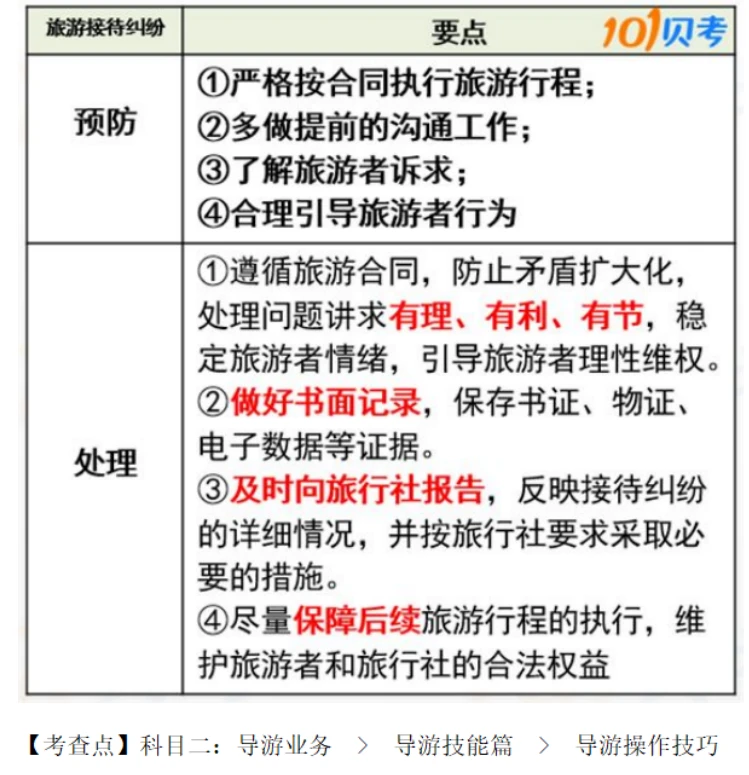 旅游接待纠纷
要点
101贝考
预防
①严格按合同执行旅游行程；
②多做提前的沟通工作；
③了解旅游者诉求；
④合理引导旅游者行为
处理
①遵循旅游合同，防止矛盾扩大化，
处理问题讲求有理、有利、有节，稳
定旅游者情绪，引导旅游者理性维权。
②做好书面记录，保存书证、物证、
电子数据等证据。
③及时向旅行社报告，反映接待纠纷
的详细情况，并按旅行社要求采取必
要的措施。
④尽量保障后续旅游行程的执行，维
护旅游者和旅行社的合法权益
【考查点】科目二：导游业务 > 导游技能篇 > 导游操作技巧